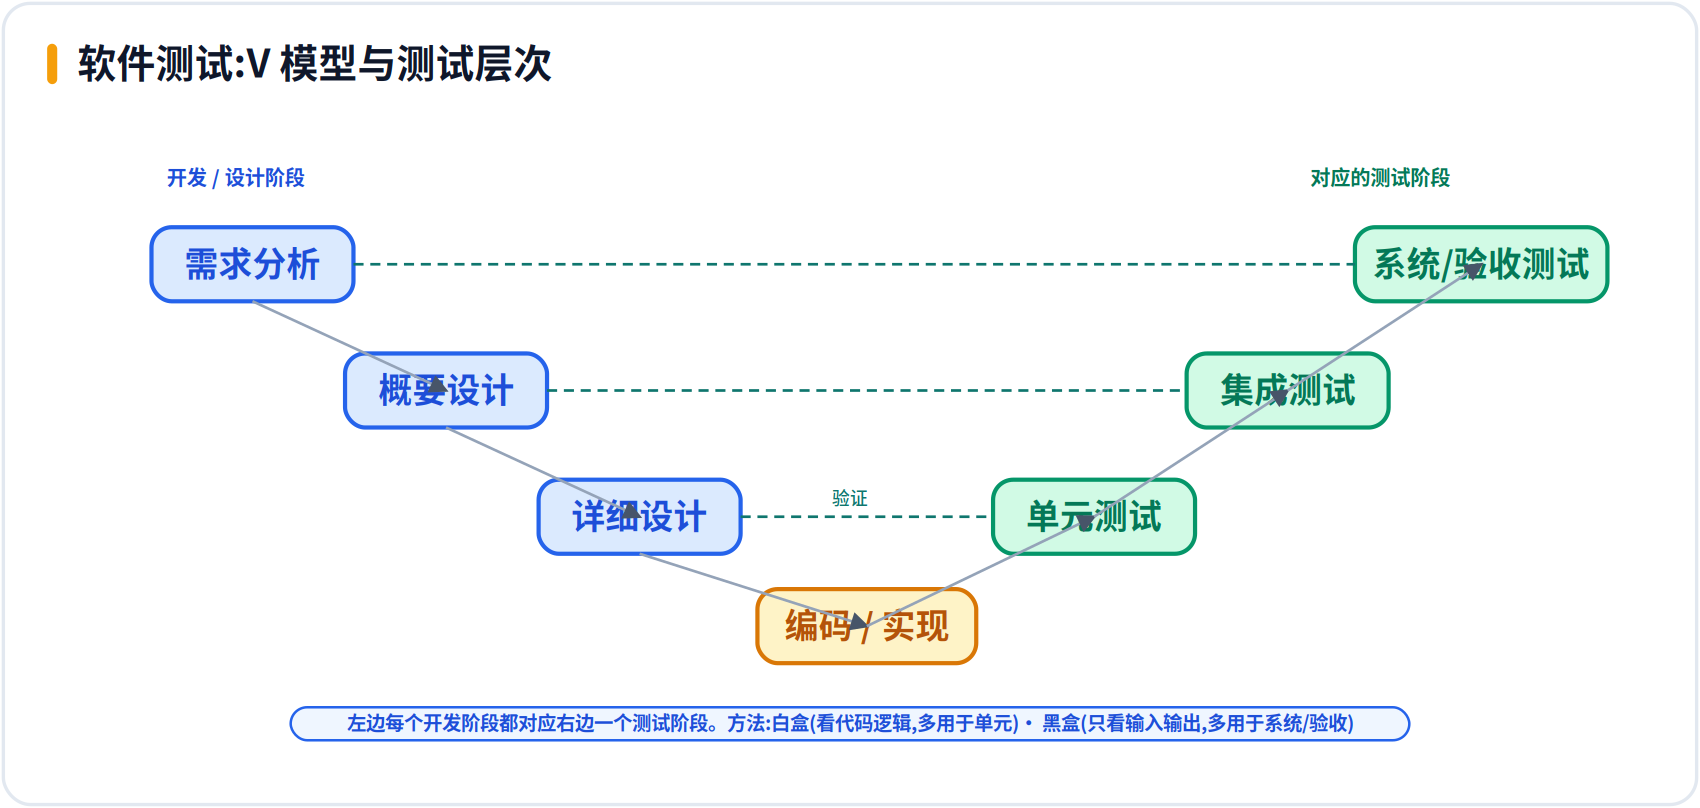 软件测试:V 模型与测试层次
开发 / 设计阶段
对应的测试阶段
需求分析
系统/验收测试
概要设计
集成测试
详细设计
验证
单元测试
编码 / 实现
左边每个开发阶段都对应右边一个测试阶段。方法:白盒(看代码逻辑,多用于单元)· 黑盒(只看输入输出,多用于系统/验收)